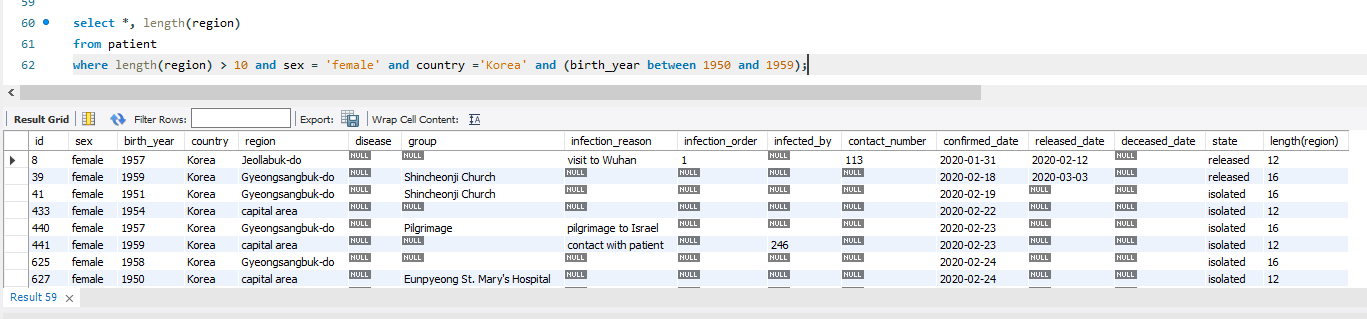 59
60 select *, length(region)
61 from patient
62 where length(region) > 10 and sex = 'female' and country ='Korea' and (birth_year between 1950 and 1959);
Result Grid Filter Rows: Export: Wrap Cell Content:
id sex birth_year country region disease group infection_reason infection_order infected_by contact_number confirmed_date released_date deceased_date state length(region)
8 female 1957 Korea Jeollabuk-do NULL NULL visit to Wuhan 1 NULL 113 2020-01-31 2020-02-12 NULL released 12
39 female 1959 Korea Gyeongsangbuk-do NULL Shincheonji Church NULL NULL NULL NULL 2020-02-18 2020-03-03 NULL released 16
41 female 1951 Korea Gyeongsangbuk-do NULL Shincheonji Church NULL NULL NULL NULL 2020-02-19 NULL NULL isolated 16
433 female 1954 Korea capital area NULL NULL NULL NULL NULL NULL 2020-02-22 NULL NULL isolated 12
440 female 1957 Korea Gyeongsangbuk-do NULL Pilgrimage pilgrimage to Israel NULL NULL NULL 2020-02-23 NULL NULL isolated 16
441 female 1959 Korea capital area NULL NULL contact with patient NULL 246 NULL 2020-02-23 NULL NULL isolated 12
625 female 1958 Korea Gyeongsangbuk-do NULL NULL NULL NULL NULL NULL 2020-02-24 NULL NULL isolated 16
627 female 1950 Korea capital area NULL Eunpyeong St. Mary's Hospital NULL NULL NULL NULL 2020-02-24 NULL NULL isolated 12
Result 59